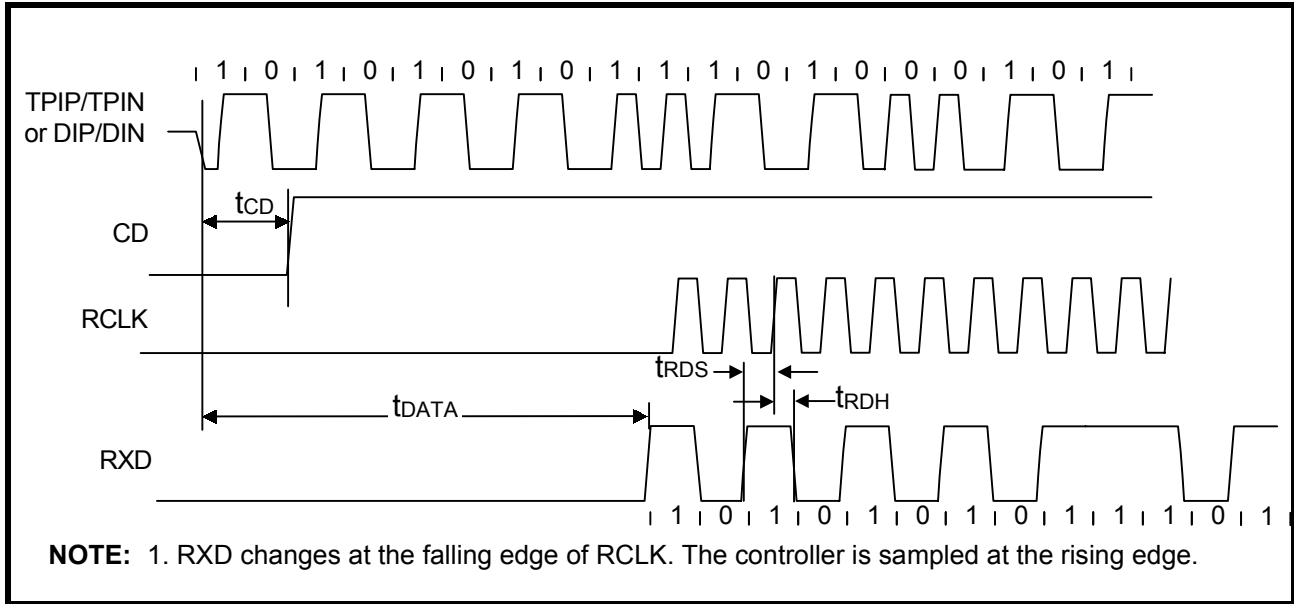 1 0 1 0 1 0 1 0 1 1 1 0 1 0 0 0 1 0 1
TPIP/TPIN
or DIP/DIN
tCD
CD
RCLK
tRDS
tRDH
tDATA
RXD
1 0 1 0 1 0 1 0 1 1 1 0 1
NOTE: 1. RXD changes at the falling edge of RCLK. The controller is sampled at the rising edge.